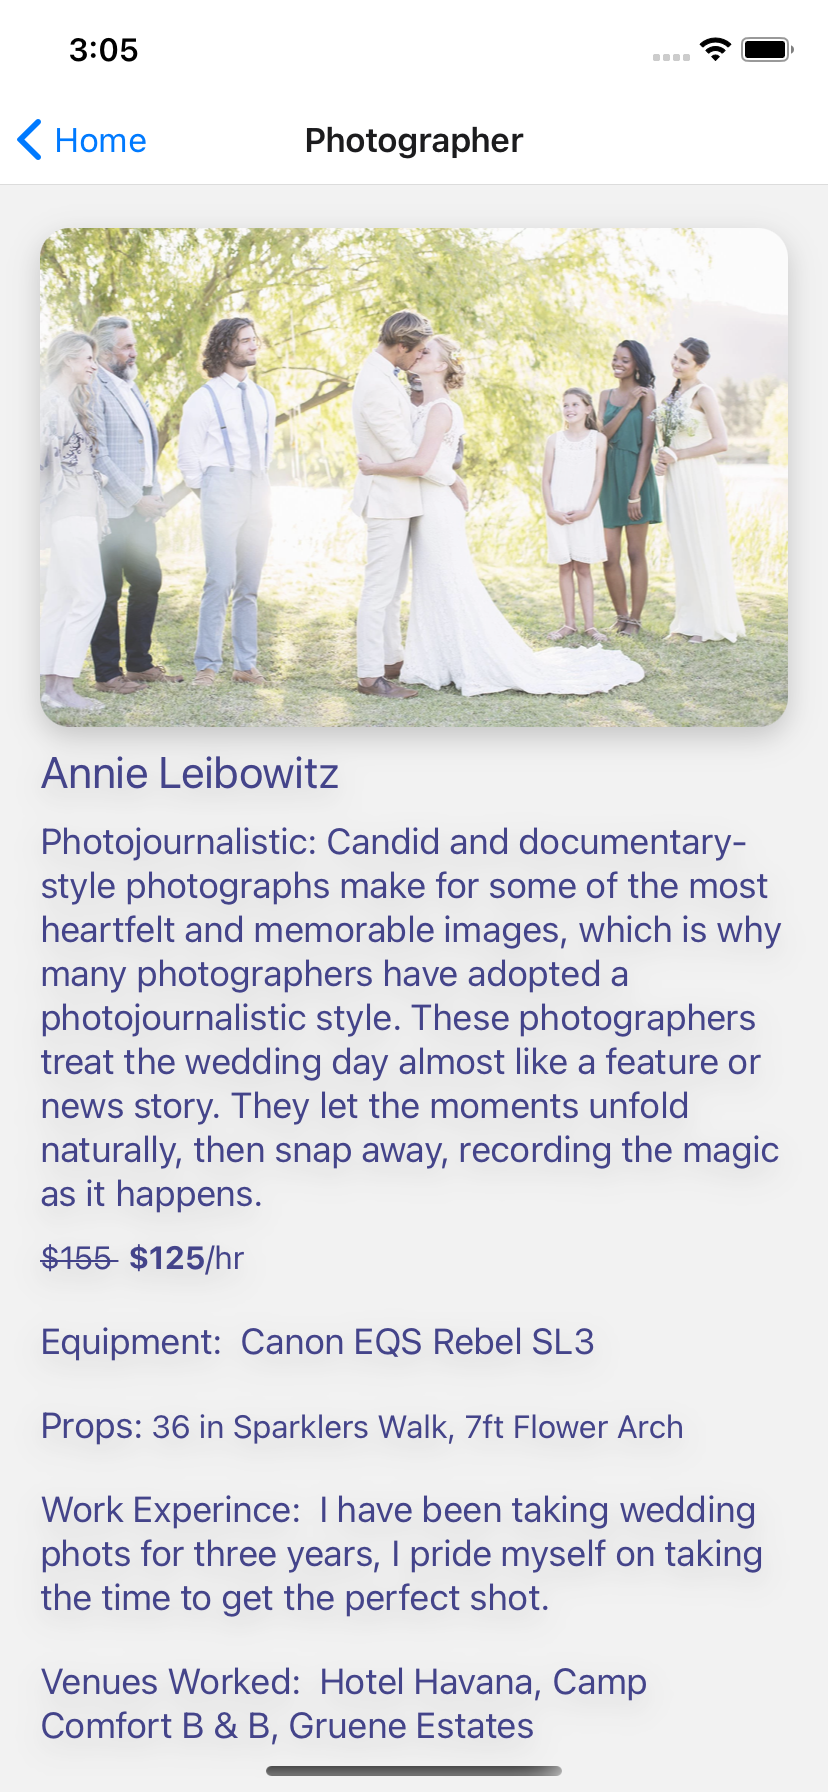 3:05
Home
Photographer
Annie Leibowitz
Photojournalistic: Candid and documentary-
style photographs make for some of the most
heartfelt and memorable images, which is why
many photographers have adopted a
photojournalistic style. These photographers
treat the wedding day almost like a feature or
news story. They let the moments unfold
naturally, then snap away, recording the magic
as it happens.
$155 $125/hr
Equipment:  Canon EQS Rebel SL3
Props: 36 in Sparklers Walk, 7ft Flower Arch
Work Experince:  I have been taking wedding
phots for three years, I pride myself on taking
the time to get the perfect shot.
Venues Worked:  Hotel Havana, Camp
Comfort B & B, Gruene Estates